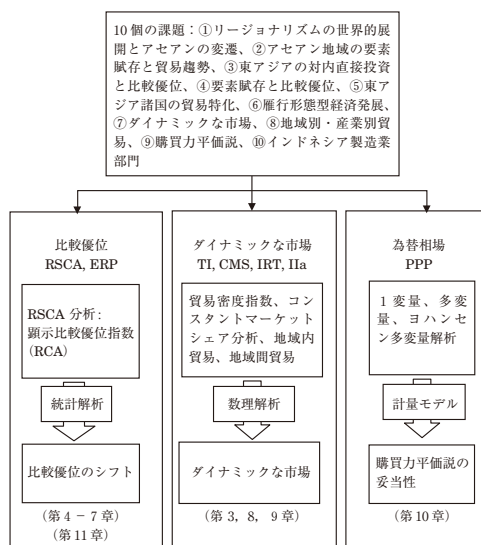 10 個の課題：①リージョナリズムの世界的展
開とアセアンの変遷、②アセアン地域の要素
賦存と貿易趨勢、③東アジアの対内直接投資
と比較優位、④要素賦存と比較優位、⑤東ア
ジア諸国の貿易特化、⑥雁行形態型経済発展、
⑦ダイナミックな市場、⑧地域別・産業別貿
易、⑨購買力平価説、⑩インドネシア製造業
部門
比較優位
RSCA, ERP
RSCA 分析：
顕示比較優位指数
(RCA)
統計解析
比較優位のシフト
(第 4 − 7 章)
(第 11 章)
ダイナミックな市場
TI, CMS, IRT, IIa
貿易密度指数、コン
スタントマーケット
シェア分析、地域内
貿易、地域間貿易
数理解析
ダイナミックな市場
(第 3, 8, 9 章)
為替相場
PPP
1 変量、多変
量、ヨハンセ
ン多変量解析
計量モデル
購買力平価説の
妥当性
(第 10 章)